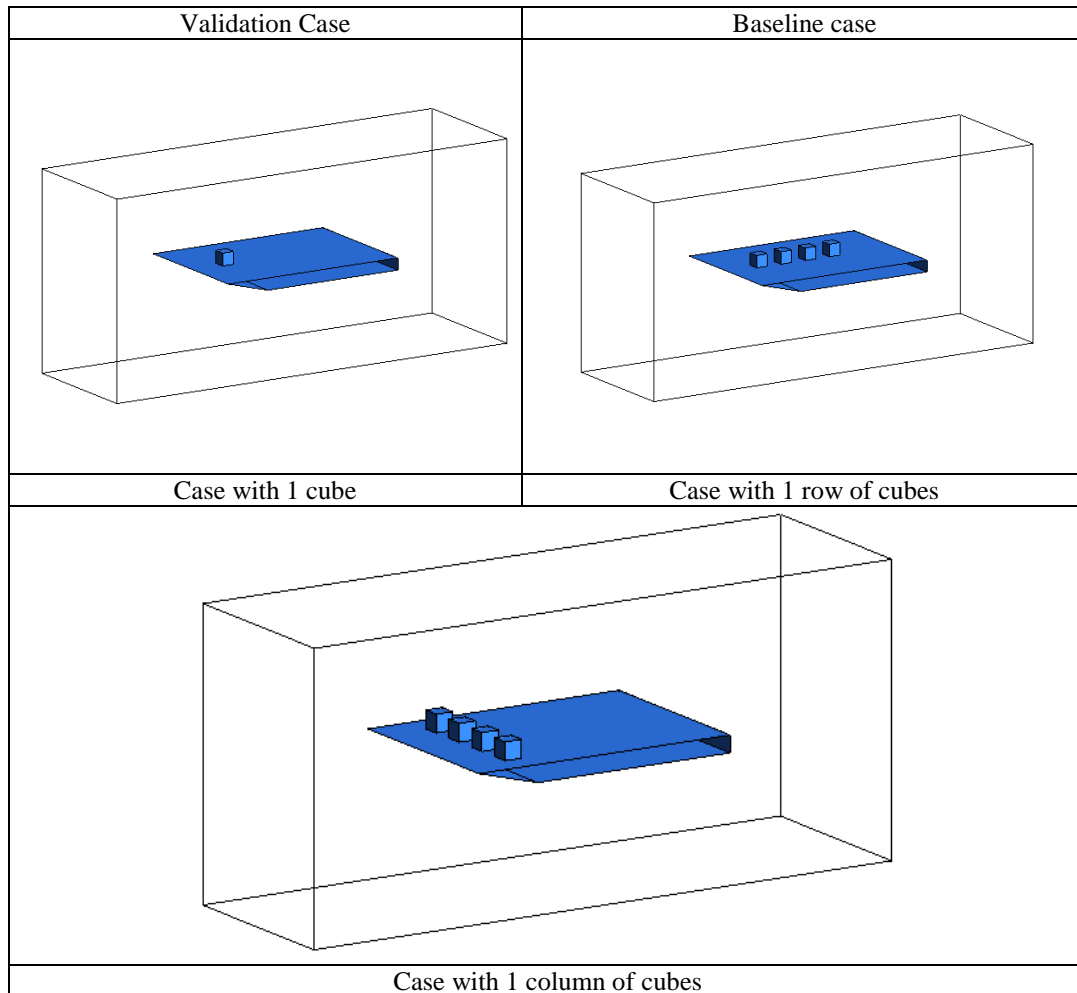 Validation Case
Baseline case
Case with 1 cube
Case with 1 row of cubes
Case with 1 column of cubes